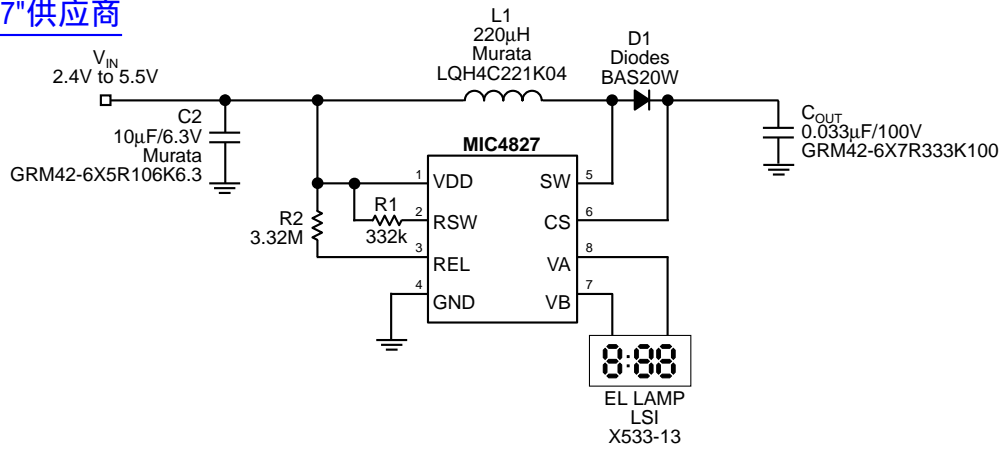 7"供应商
L1
220µH
Murata
LQH4C221K04
D1
Diodes
BAS20W
VIN
2.4V to 5.5V
C2
10µF/6.3V
Murata
GRM42-6X5R106K6.3
COUT
0.033µF/100V
GRM42-6X7R333K100
MIC4827
1
VDD
SW
5
R1
332k
2
RSW
CS
6
R2
3.32M
3
REL
VA
8
4
GND
VB
7
8:88
EL LAMP
LSI
X533-13